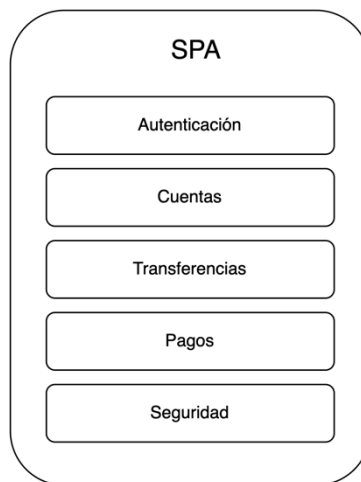 SPA
Autenticación
Cuentas
Transferencias
Pagos
Seguridad